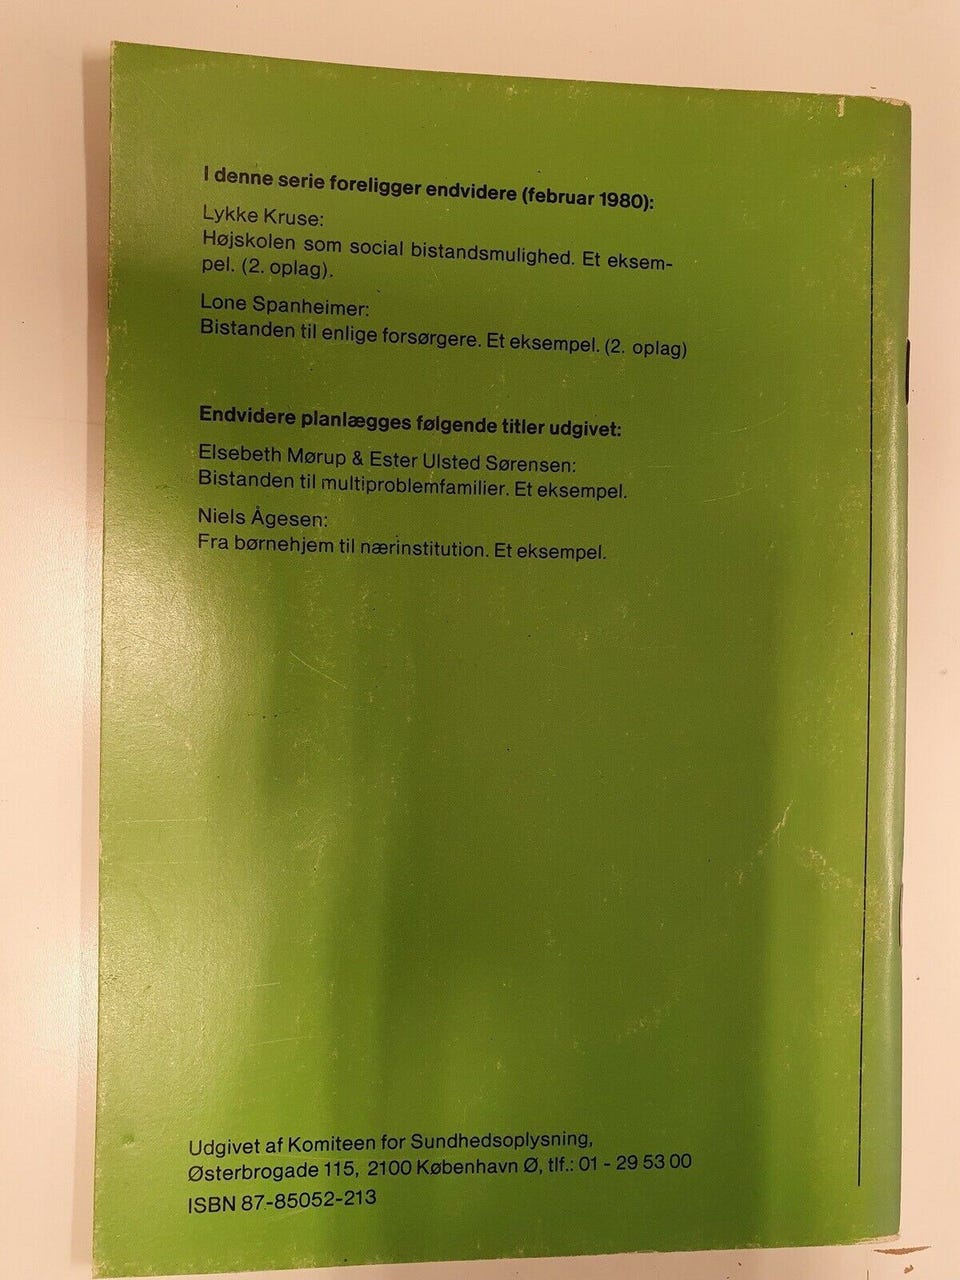 I denne serie foreligger endvidere (februar 1980):
Lykke Kruse:
Højskolen som social bistandsmulighed. Et eksem-
pel. (2. oplag).
Lone Spanheimer:
Bistanden til enlige forsørgere. Et eksempel. (2. oplag)
Endvidere planlægges følgende titler udgivet:
Elsebeth Mørup & Ester Ulsted Sørensen:
Bistanden til multiproblemfamilier. Et eksempel.
Niels Ågesen:
Fra børnehjem til nærinstitution. Et eksempel.
Udgivet af Komiteen for Sundhedsoplysning,
Østerbrogade 115, 2100 København Ø, tlf.: 01 - 29 53 00
ISBN 87-85052-213